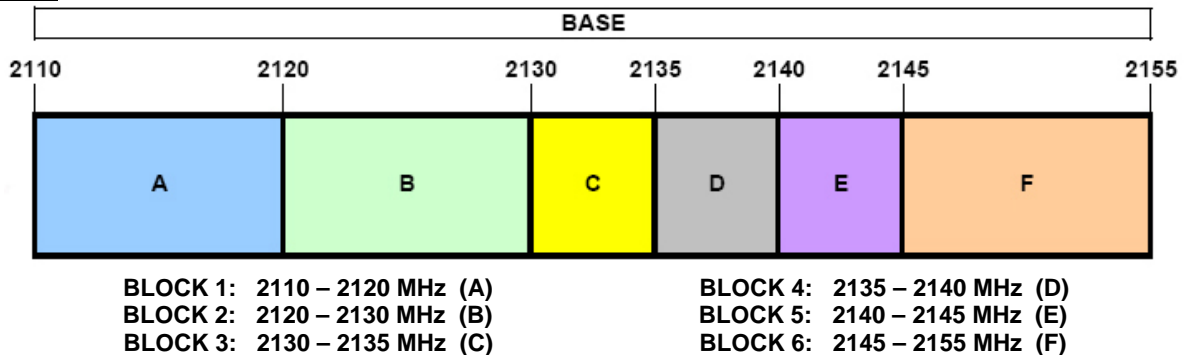 BASE
2110 2120 2130 2135 2140 2145 2155
A B C D E F
BLOCK 1: 2110 – 2120 MHz (A)
BLOCK 2: 2120 – 2130 MHz (B)
BLOCK 3: 2130 – 2135 MHz (C)
BLOCK 4: 2135 – 2140 MHz (D)
BLOCK 5: 2140 – 2145 MHz (E)
BLOCK 6: 2145 – 2155 MHz (F)